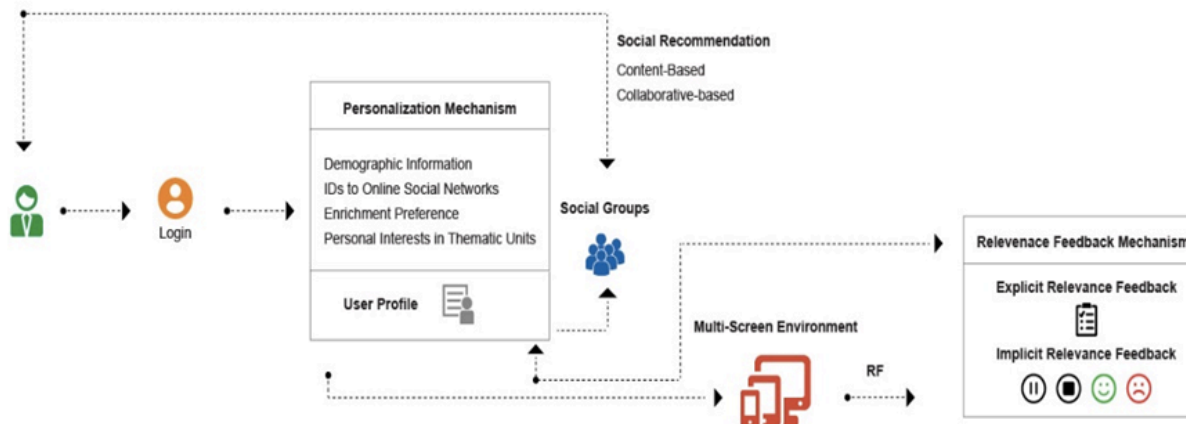 Social Recommendation
Content-Based
Collaborative-based
Personalization Mechanism
Demographic Information
IDs to Online Social Networks
Enrichment Preference
Personal Interests in Thematic Units
User Profile
Login
Social Groups
Multi-Screen Environment
RF
Relevenace Feedback Mechanism
Explicit Relevance Feedback
Implicit Relevance Feedback